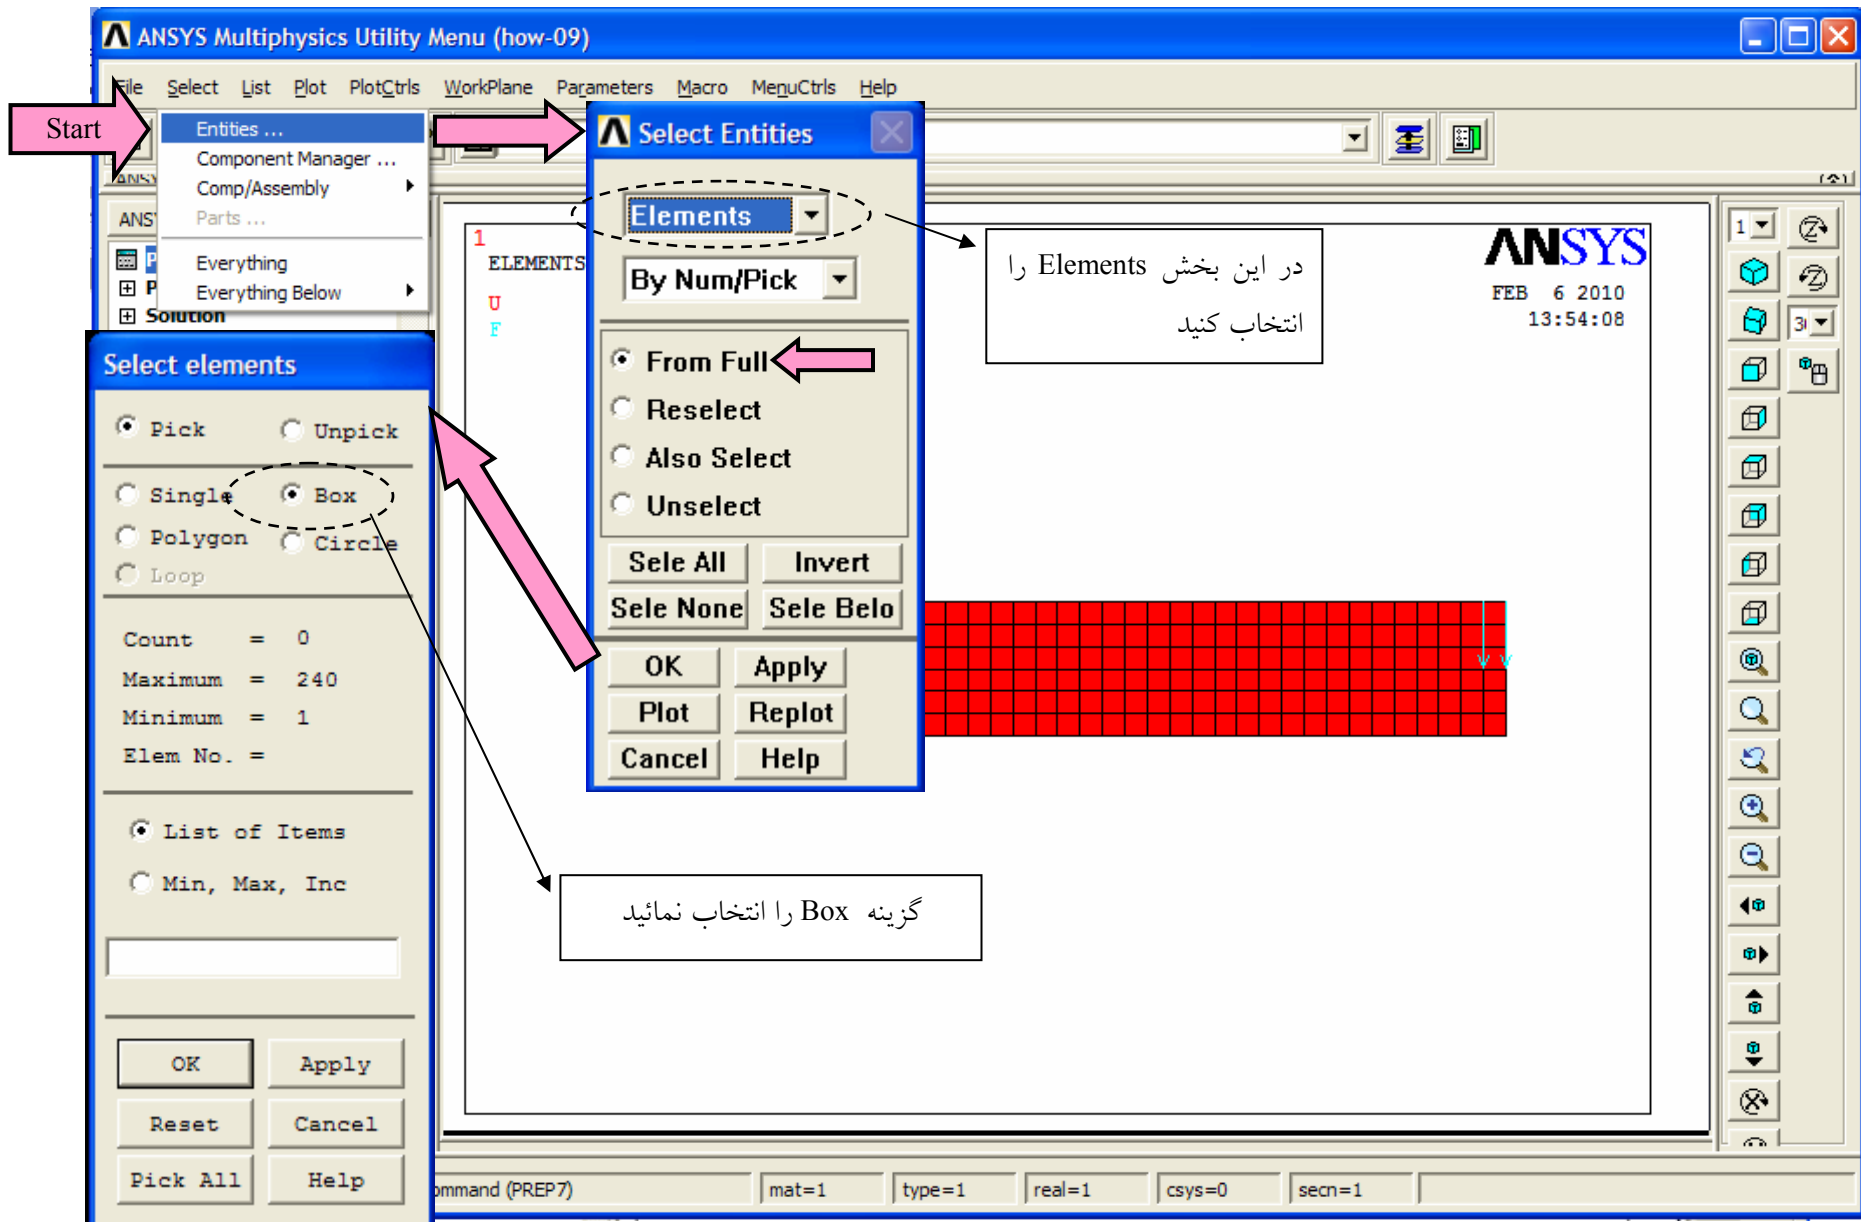 ANSYS Multiphysics Utility Menu (how-09)
File Select List Plot PlotCtrls WorkPlane Parameters Macro MenuCtrls Help
Start
Entities ...
Component Manager ...
Comp/Assembly
Parts ...
Everything
Everything Below
Solution
Select Entities
Elements
By Num/Pick
From Full
Reselect
Also Select
Unselect
Sele All Invert
Sele None Sele Belo
OK Apply
Plot Replot
Cancel Help
در این بخش Elements را
انتخاب کنید
1
ELEMENTS
U
F
ANSYS
FEB 6 2010
13:54:08
1
Select elements
Pick Unpick
Single Box
Polygon Circle
Loop
Count = 0
Maximum = 240
Minimum = 1
Elem No. =
List of Items
Min, Max, Inc
OK Apply
Reset Cancel
Pick All Help
گزینه Box را انتخاب نمائید
ommand (PREP7) mat=1 type=1 real=1 csys=0 secn=1